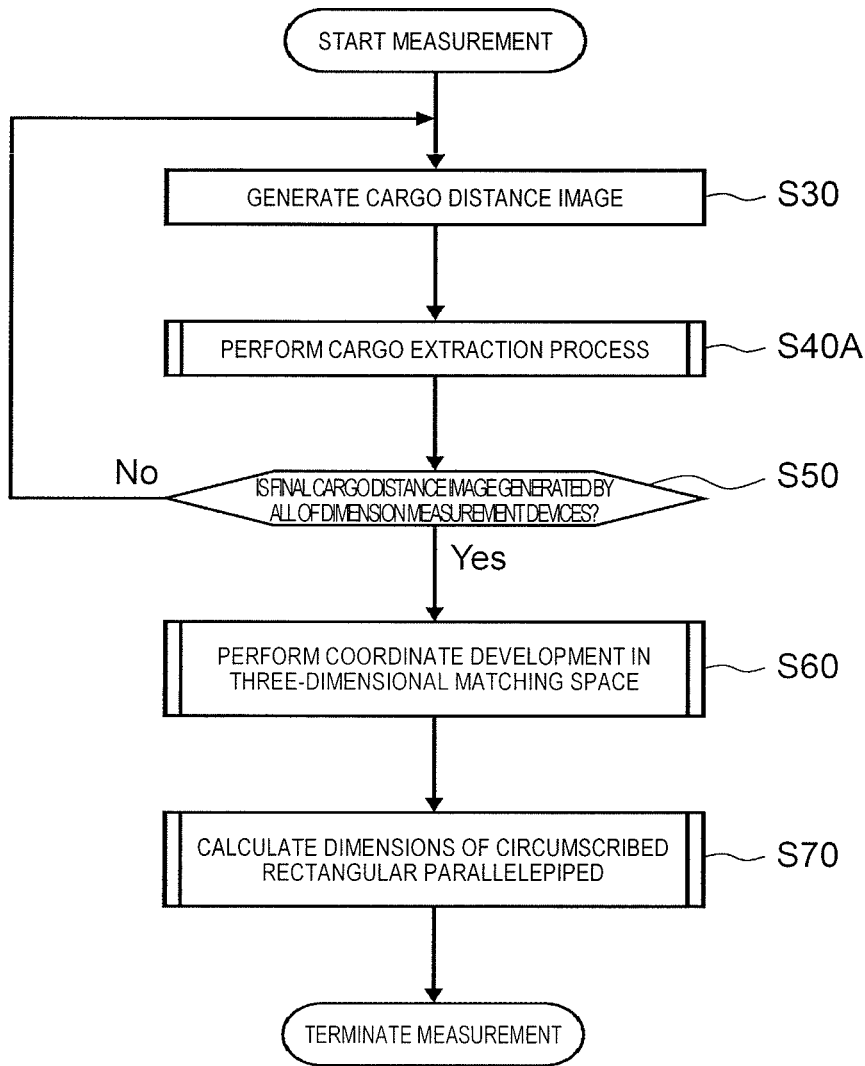 START MEASUREMENT
GENERATE CARGO DISTANCE IMAGE
S30
PERFORM CARGO EXTRACTION PROCESS
S40A
No
IS FINAL CARGO DISTANCE IMAGE GENERATED BY
ALL OF DIMENSION MEASUREMENT DEVICES?
S50
Yes
PERFORM COORDINATE DEVELOPMENT IN
THREE-DIMENSIONAL MATCHING SPACE
S60
CALCULATE DIMENSIONS OF CIRCUMSCRIBED
RECTANGULAR PARALLELEPIPED
S70
TERMINATE MEASUREMENT